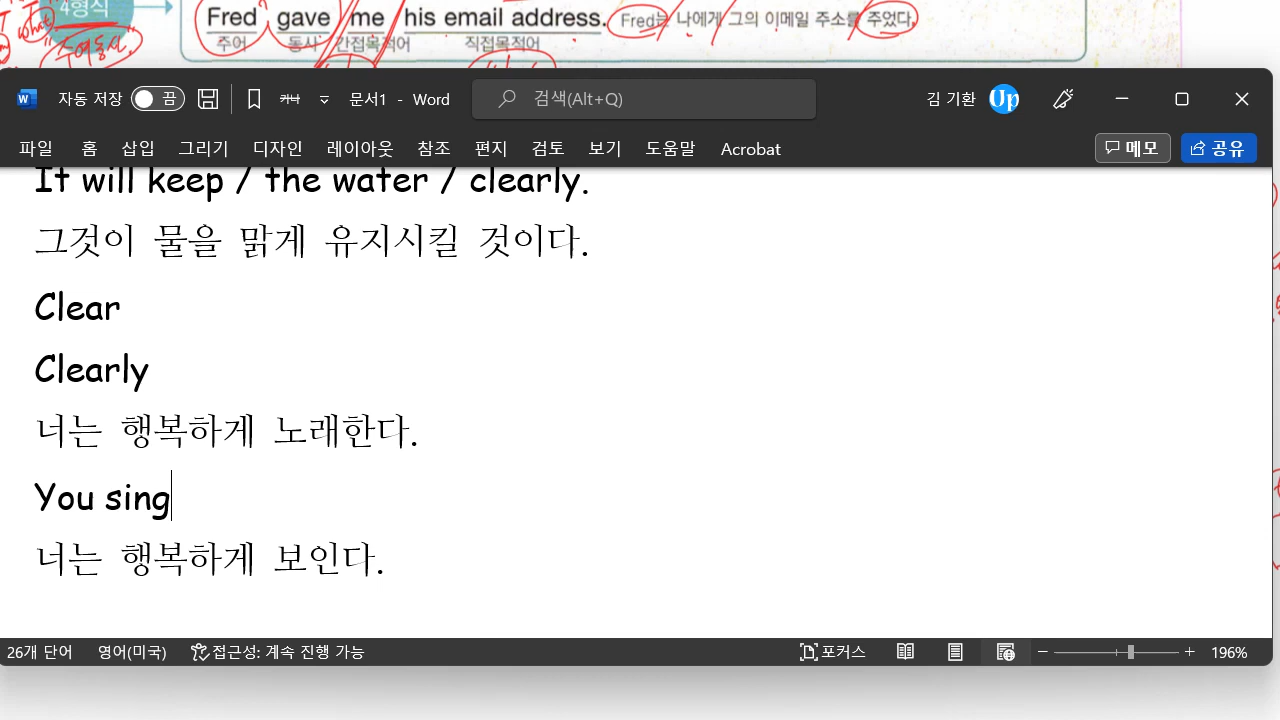 4형식
Fred gave me his email address. Fred는 나에게 그의 이메일 주소를 주었다.
주어 동사 간접목적어 직접목적어
주어 동사
자동 저장 끔 가나 문서1 - Word 검색(Alt+Q) 김 기환 Up
파일 홈 삽입 그리기 디자인 레이아웃 참조 편지 검토 보기 도움말 Acrobat 메모 공유
It will keep / the water / clearly.
그것이 물을 맑게 유지시킬 것이다.
Clear
Clearly
너는 행복하게 노래한다.
You sing
너는 행복하게 보인다.
26개 단어 영어(미국) 접근성: 계속 진행 가능 포커스 196%